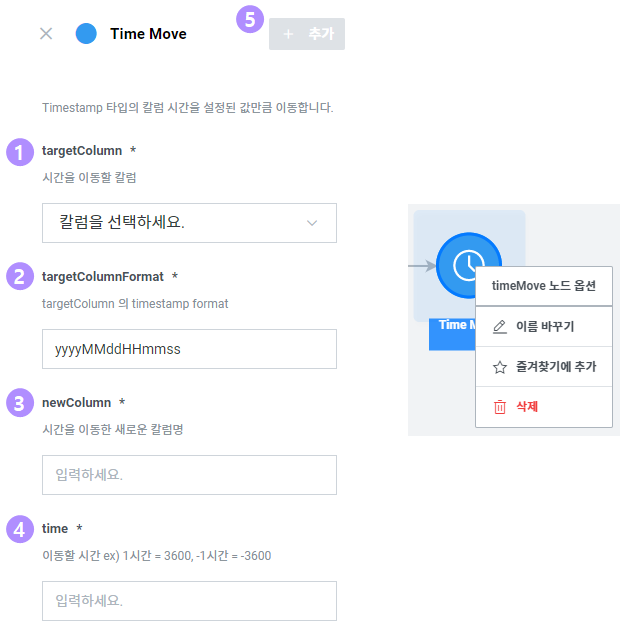 Time Move
5
+ 추가
Timestamp 타입의 칼럼 시간을 설정된 값만큼 이동합니다.
1
targetColumn *
시간을 이동할 칼럼
칼럼을 선택하세요.
2
targetColumnFormat *
targetColumn 의 timestamp format
yyyyMMddHHmmss
3
newColumn *
시간을 이동한 새로운 칼럼명
입력하세요.
4
time *
이동할 시간 ex) 1시간 = 3600, -1시간 = -3600
입력하세요.
timeMove 노드 옵션
Time M
이름 바꾸기
즐겨찾기에 추가
삭제